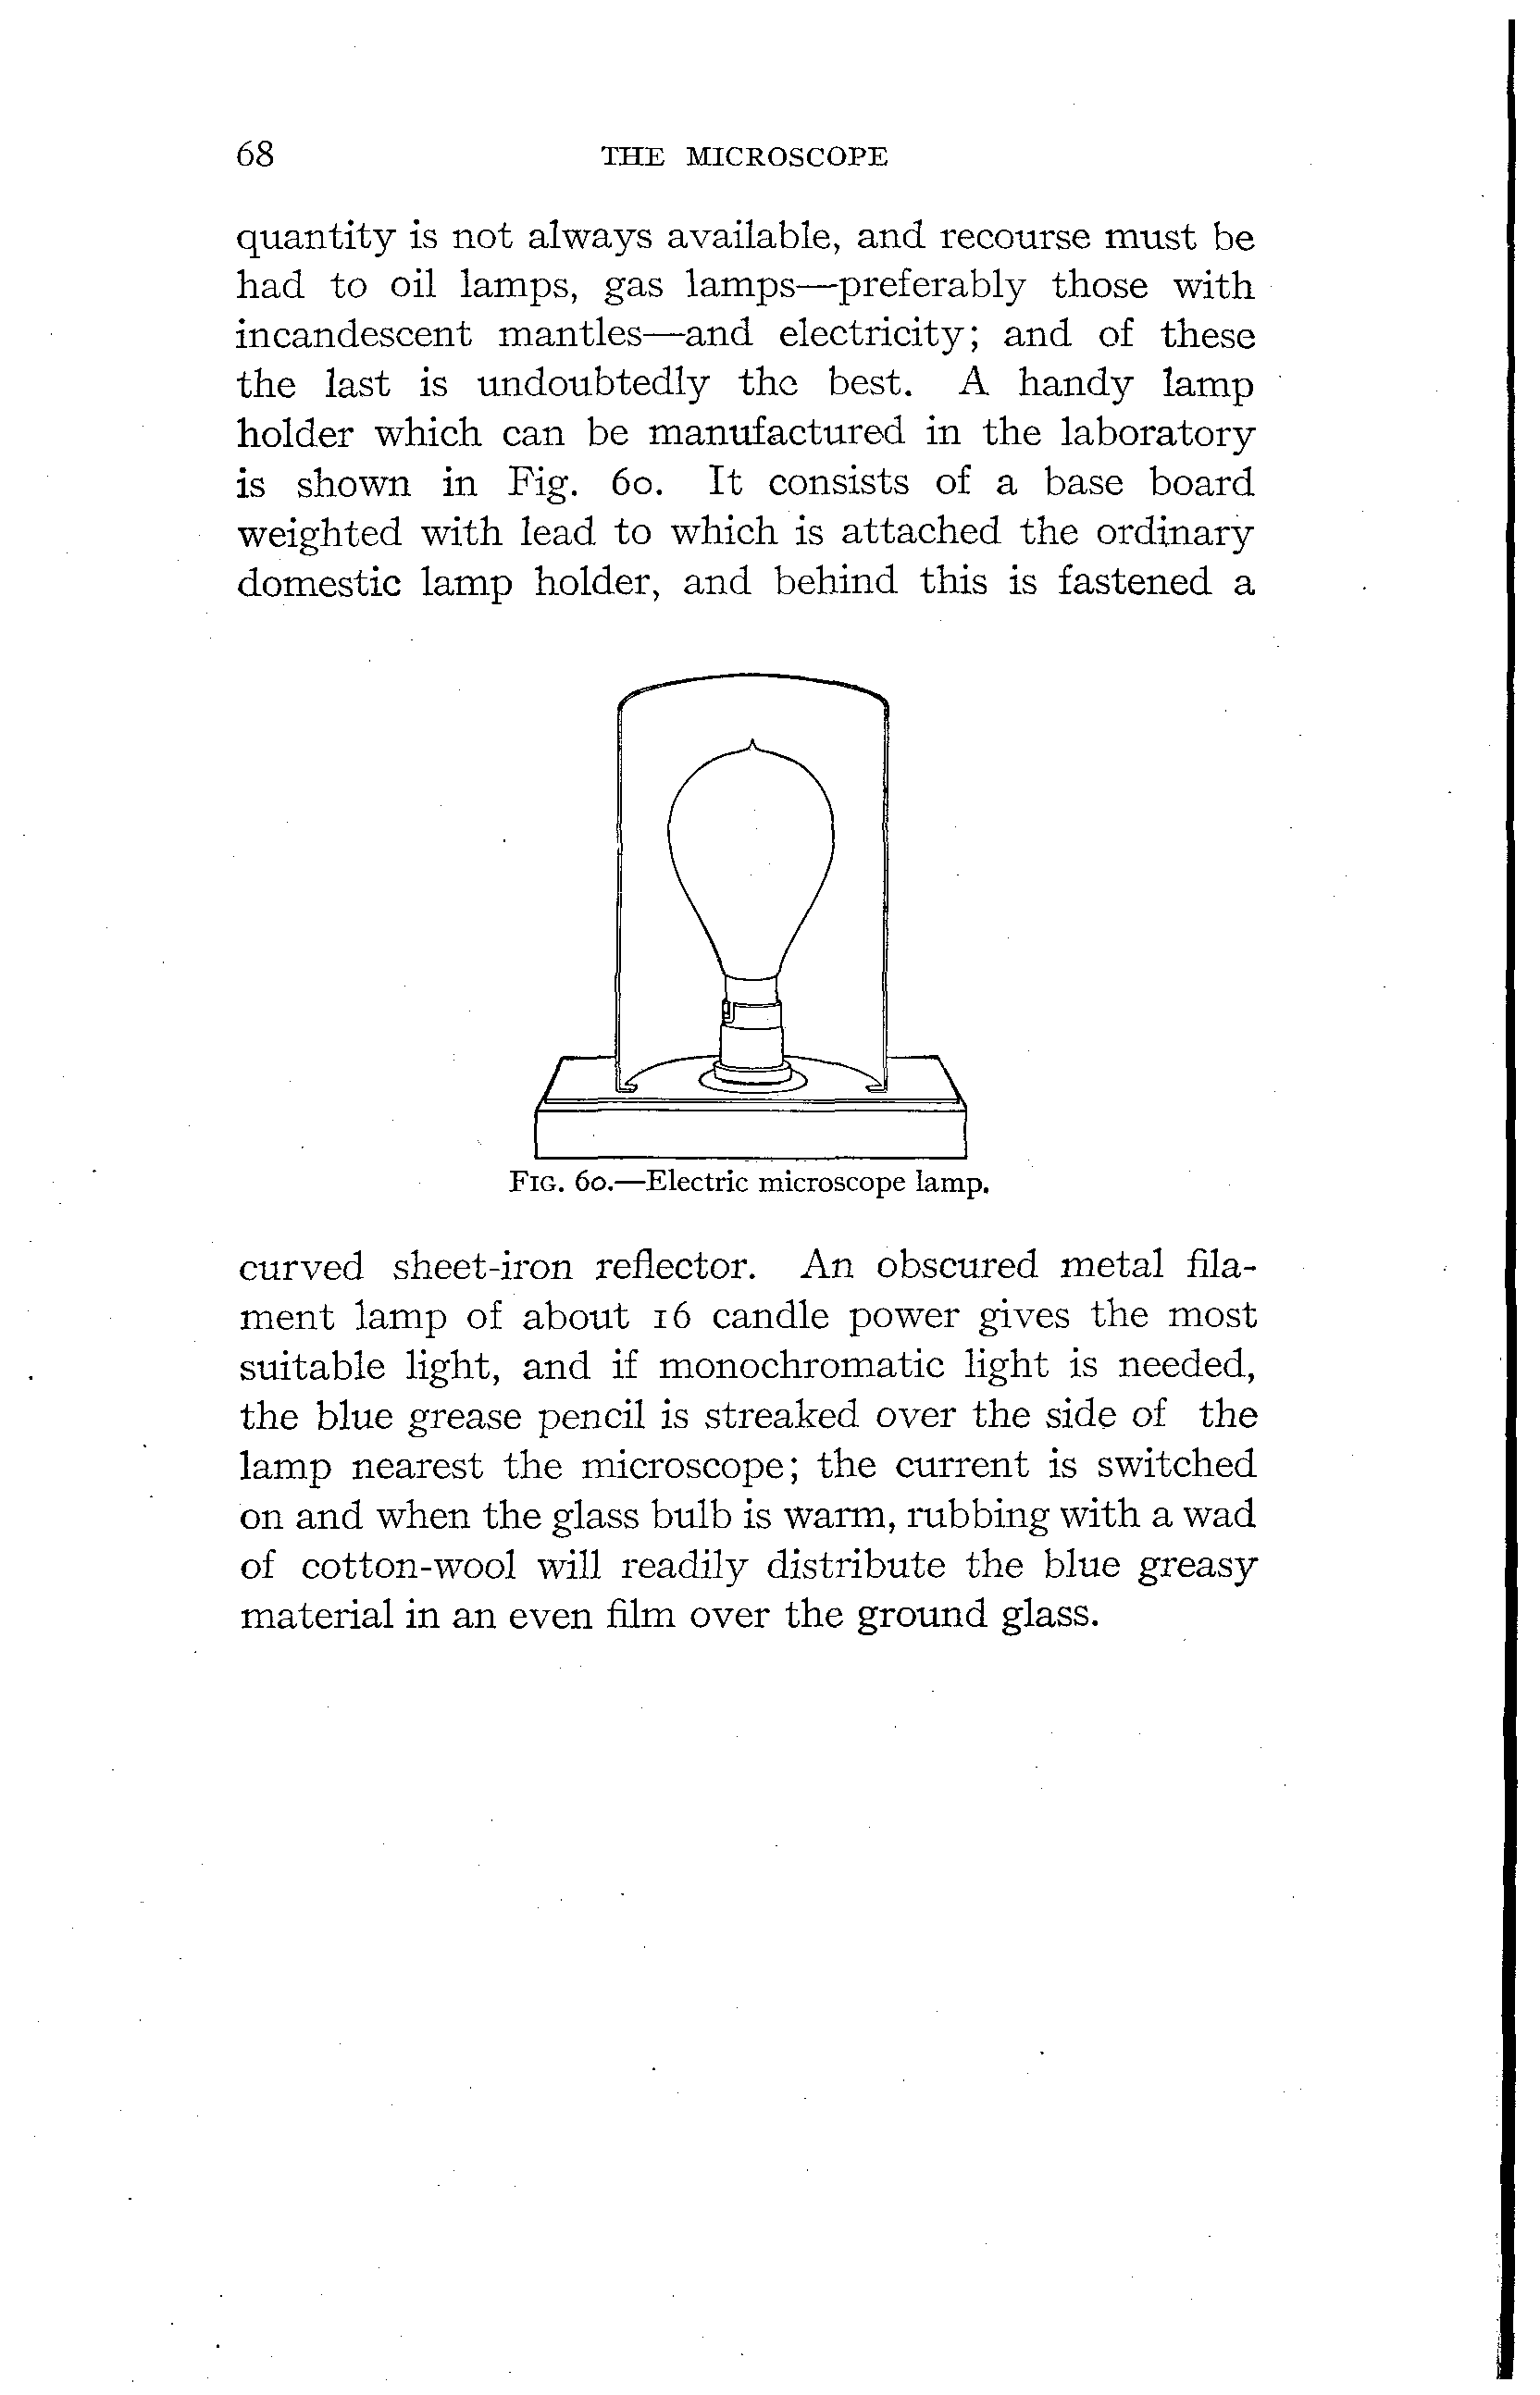 68 THE MICROSCOPE
quantity is not always available, and recourse must be
had to oil lamps, gas lamps—preferably those with
incandescent mantles—and electricity; and of these
the last is undoubtedly the best. A handy lamp
holder which can be manufactured in the laboratory
is shown in Fig. 60. It consists of a base board
weighted with lead to which is attached the ordinary
domestic lamp holder, and behind this is fastened a
FIG. 60.—Electric microscope lamp.
curved sheet-iron reflector. An obscured metal fila-
ment lamp of about 16 candle power gives the most
suitable light, and if monochromatic light is needed,
the blue grease pencil is streaked over the side of the
lamp nearest the microscope; the current is switched
on and when the glass bulb is warm, rubbing with a wad
of cotton-wool will readily distribute the blue greasy
material in an even film over the ground glass.